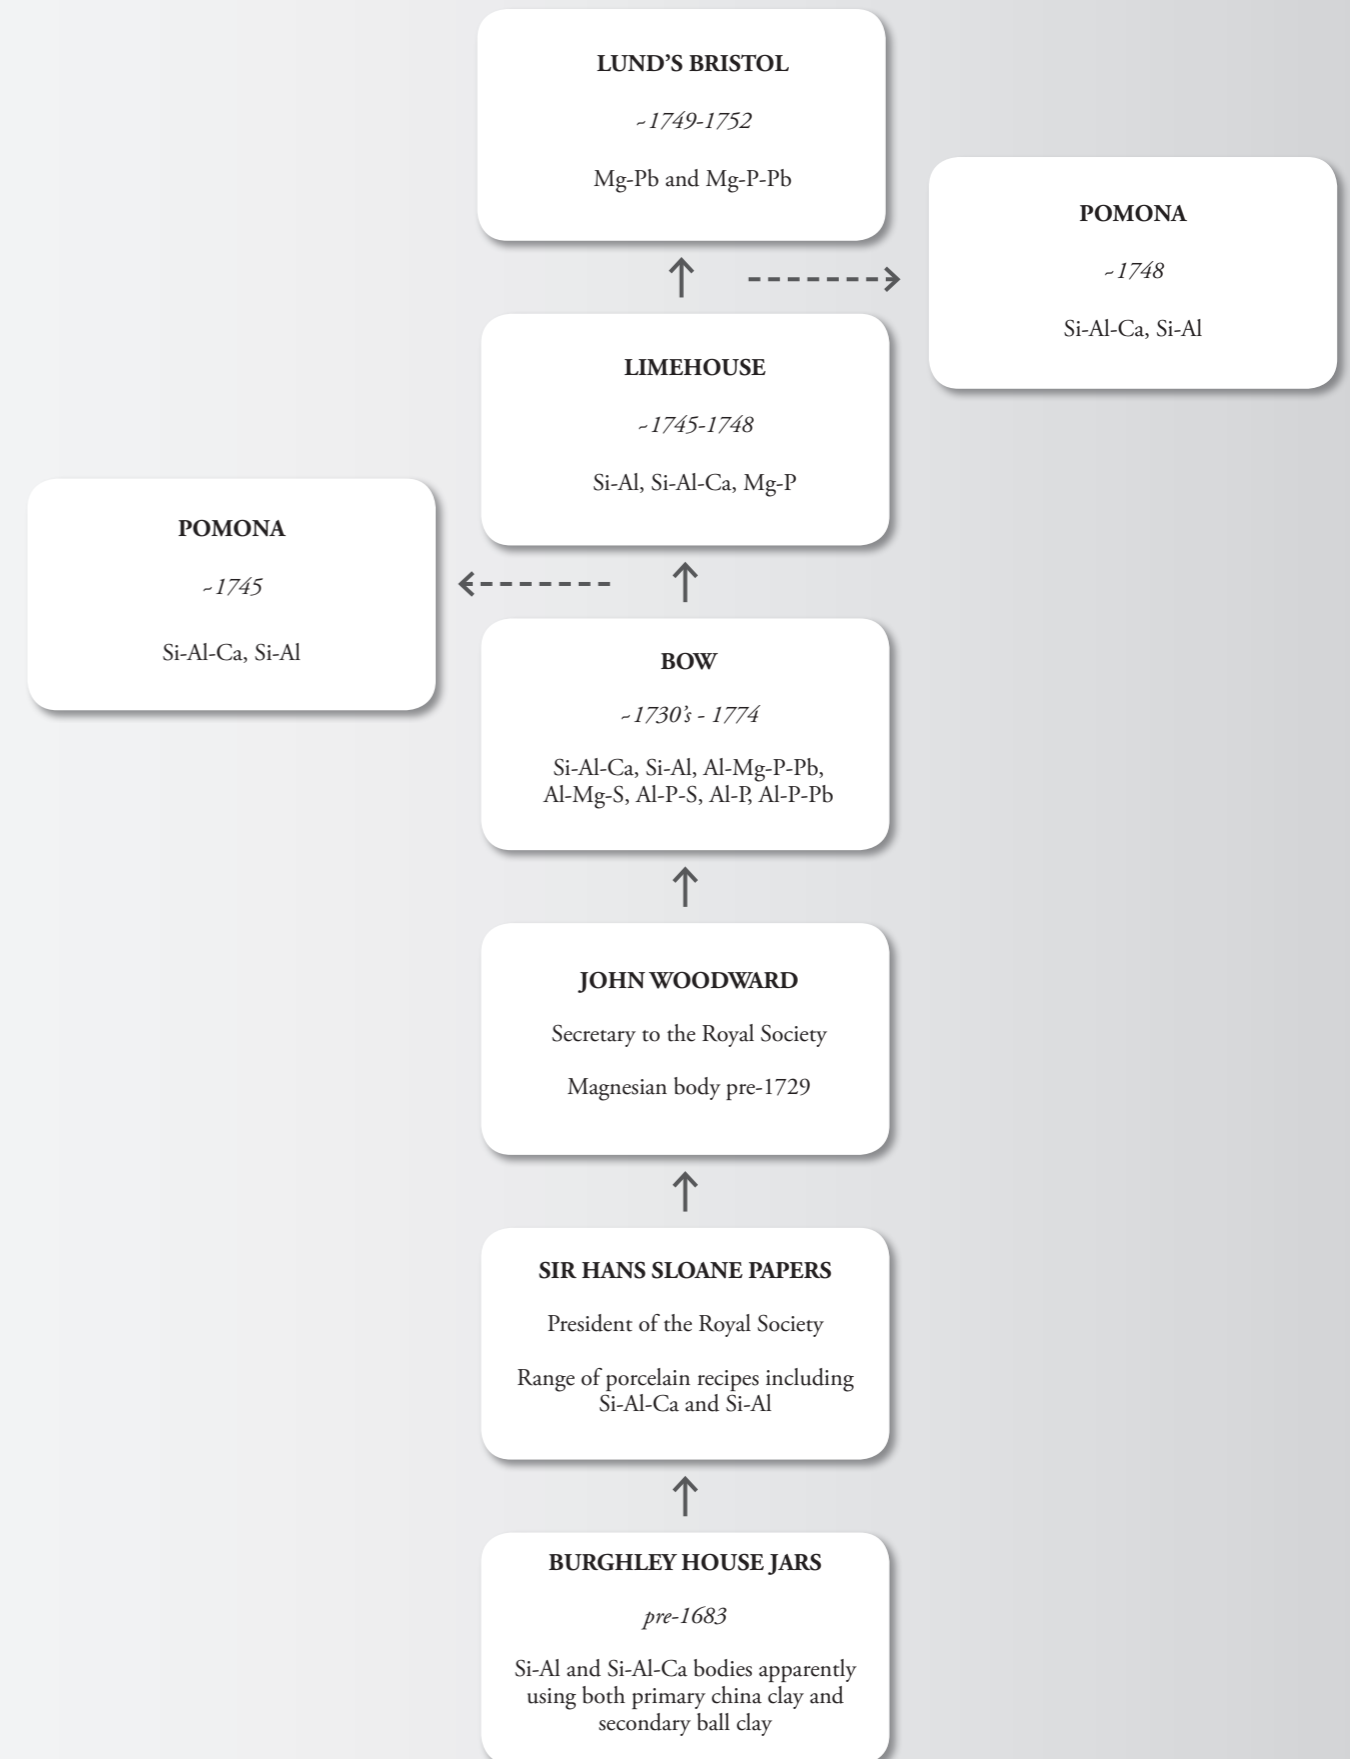 LUND’S BRISTOL
~1749-1752
Mg-Pb and Mg-P-Pb
POMONA
~1748
Si-Al-Ca, Si-Al
LIMEHOUSE
~1745-1748
Si-Al, Si-Al-Ca, Mg-P
POMONA
~1745
Si-Al-Ca, Si-Al
BOW
~1730’s - 1774
Si-Al-Ca, Si-Al, Al-Mg-P-Pb,
Al-Mg-S, Al-P-S, Al-P, Al-P-Pb
JOHN WOODWARD
Secretary to the Royal Society
Magnesian body pre-1729
SIR HANS SLOANE PAPERS
President of the Royal Society
Range of porcelain recipes including
Si-Al-Ca and Si-Al
BURGHLEY HOUSE JARS
pre-1683
Si-Al and Si-Al-Ca bodies apparently
using both primary china clay and
secondary ball clay